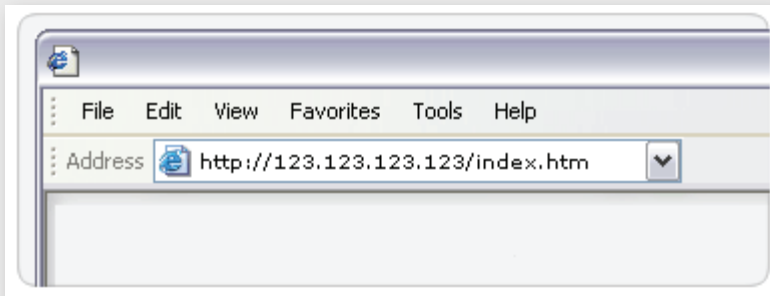 File Edit View Favorites Tools Help
Address http://123.123.123.123/index.htm